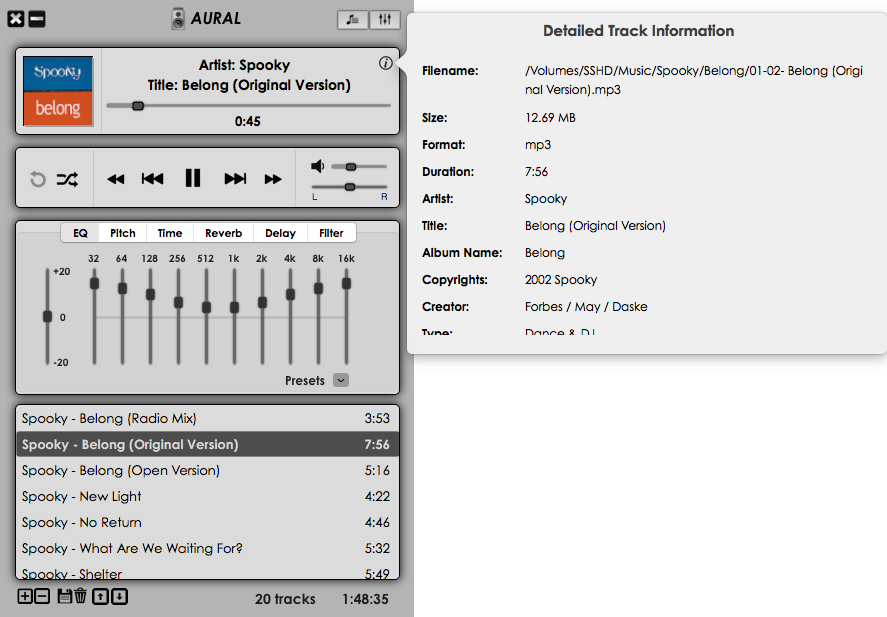 AURAL
Spooky
belong
Artist: Spooky
Title: Belong (Original Version)
0:45
L R
EQ Pitch Time Reverb Delay Filter
32 64 128 256 512 1k 2k 4k 8k 16k
+20
0
-20
Presets
Spooky - Belong (Radio Mix) 3:53
Spooky - Belong (Original Version) 7:56
Spooky - Belong (Open Version) 5:16
Spooky - New Light 4:22
Spooky - No Return 4:46
Spooky - What Are We Waiting For? 5:32
Spooky - Shelter 5:49
20 tracks 1:48:35
Detailed Track Information
Filename: /Volumes/SSHD/Music/Spooky/Belong/01-02- Belong (Origi
nal Version).mp3
Size: 12.69 MB
Format: mp3
Duration: 7:56
Artist: Spooky
Title: Belong (Original Version)
Album Name: Belong
Copyrights: 2002 Spooky
Creator: Forbes / May / Daske
Type: Dance & DJ